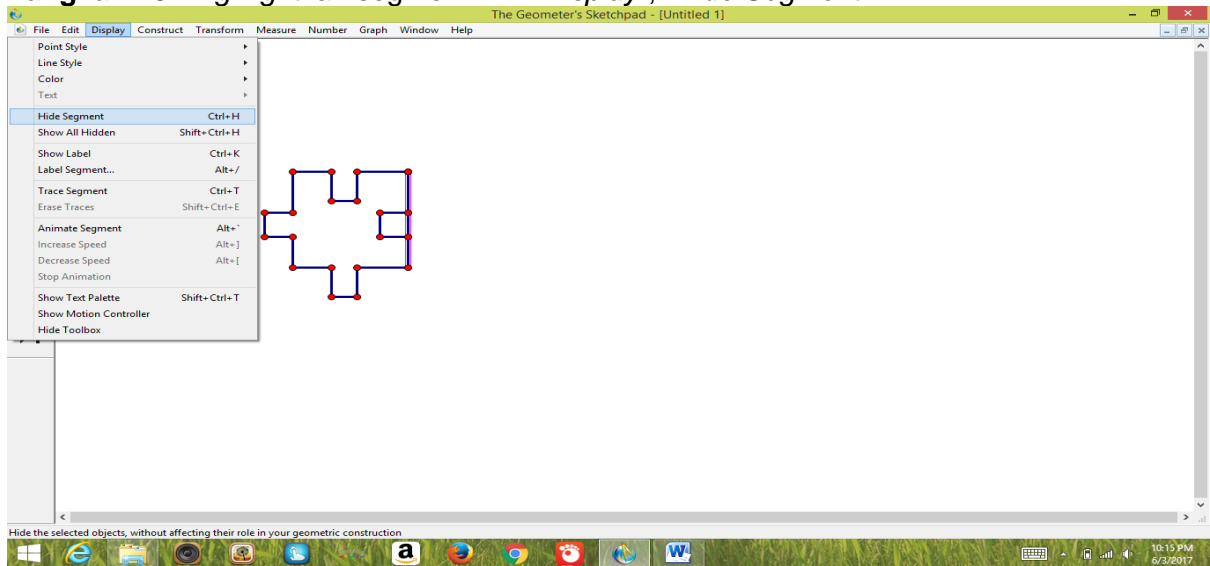 The Geometer's Sketchpad - [Untitled 1]
File Edit Display Construct Transform Measure Number Graph Window Help
Point Style
Line Style
Color
Text
Hide Segment Ctrl+H
Show All Hidden Shift+Ctrl+H
Show Label Ctrl+K
Label Segment... Alt+/
Trace Segment Ctrl+T
Erase Traces Shift+Ctrl+E
Animate Segment Alt+`
Increase Speed Alt+]
Decrease Speed Alt+[
Stop Animation
Show Text Palette Shift+Ctrl+T
Show Motion Controller
Hide Toolbox
Hide the selected objects, without affecting their role in your geometric construction
a
W
10:15 PM
6/3/2017